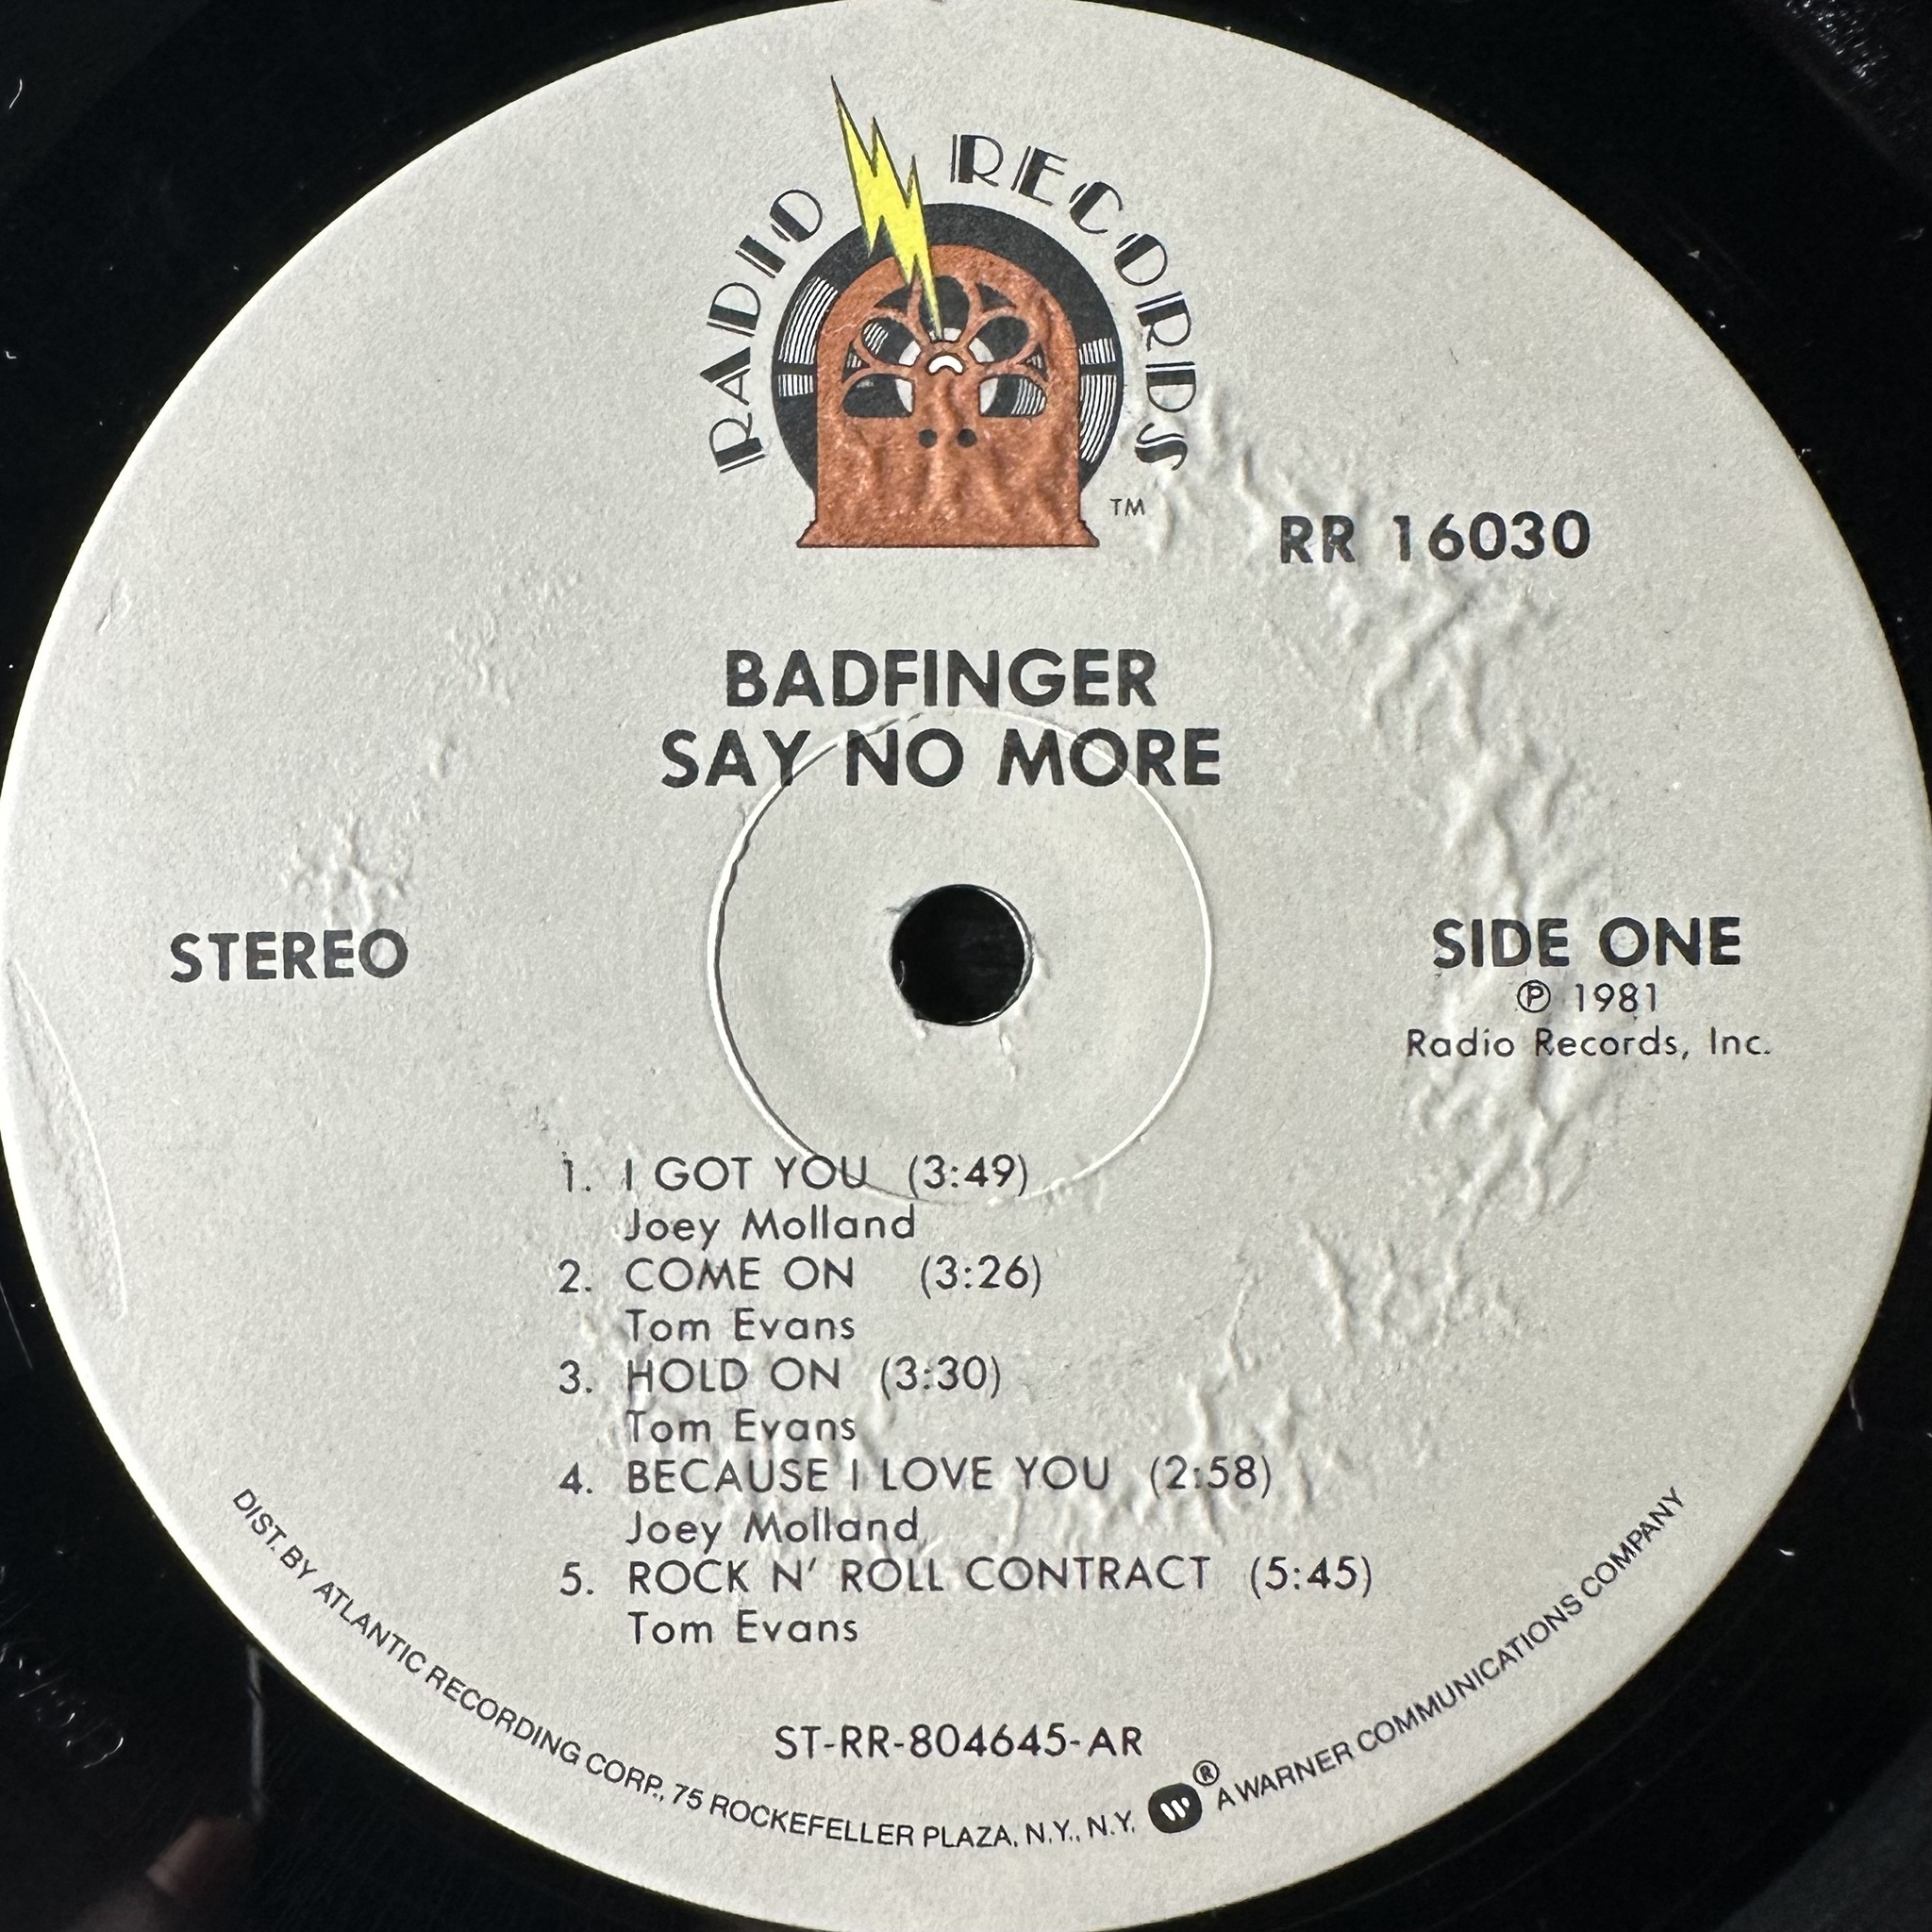 RADIO RECORDS
TM
RR 16030
BADFINGER
SAY NO MORE
STEREO
SIDE ONE
Ⓟ 1981
Radio Records, Inc.
1. I GOT YOU (3:49)
Joey Molland
2. COME ON (3:26)
Tom Evans
3. HOLD ON (3:30)
Tom Evans
4. BECAUSE I LOVE YOU (2:58)
Joey Molland
5. ROCK N' ROLL CONTRACT (5:45)
Tom Evans
ST-RR-804645-AR
DIST. BY ATLANTIC RECORDING CORP., 75 ROCKEFELLER PLAZA, N.Y., N.Y. W® A WARNER COMMUNICATIONS COMPANY